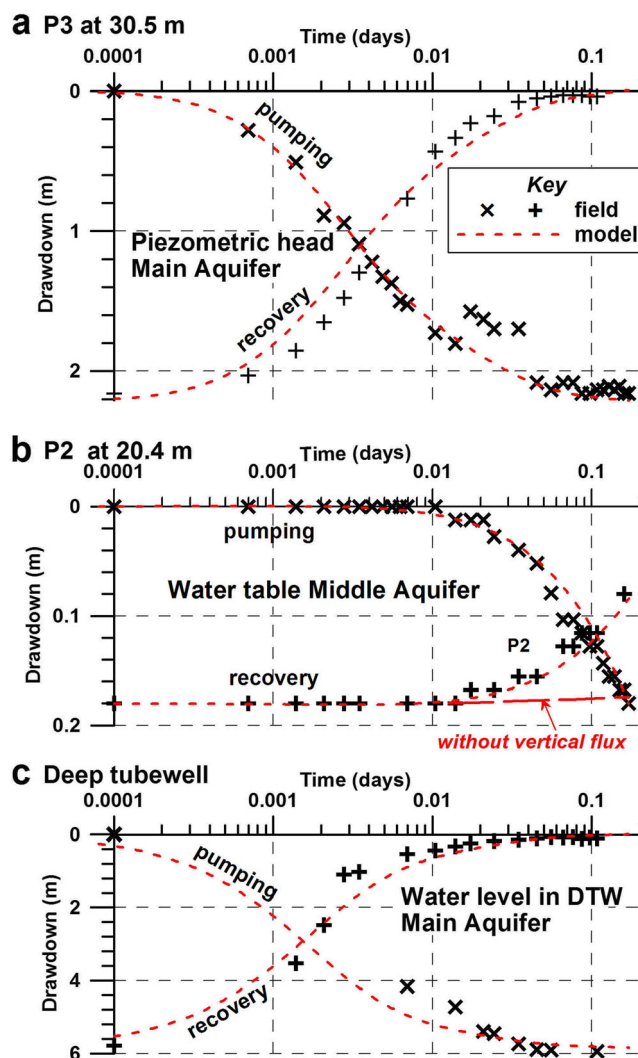 a P3 at 30.5 m
Time (days)
0.0001 0.001 0.01 0.1
0
1
2
Drawdown (m)
pumping
Key
field
model
Piezometric head
Main Aquifer
recovery
b P2 at 20.4 m
Time (days)
0.0001 0.001 0.01 0.1
0
0.1
0.2
Drawdown (m)
pumping
Water table Middle Aquifer
P2
recovery
without vertical flux
c Deep tubewell
Time (days)
0.0001 0.001 0.01 0.1
0
2
4
6
Drawdown (m)
pumping
Water level in DTW
Main Aquifer
recovery